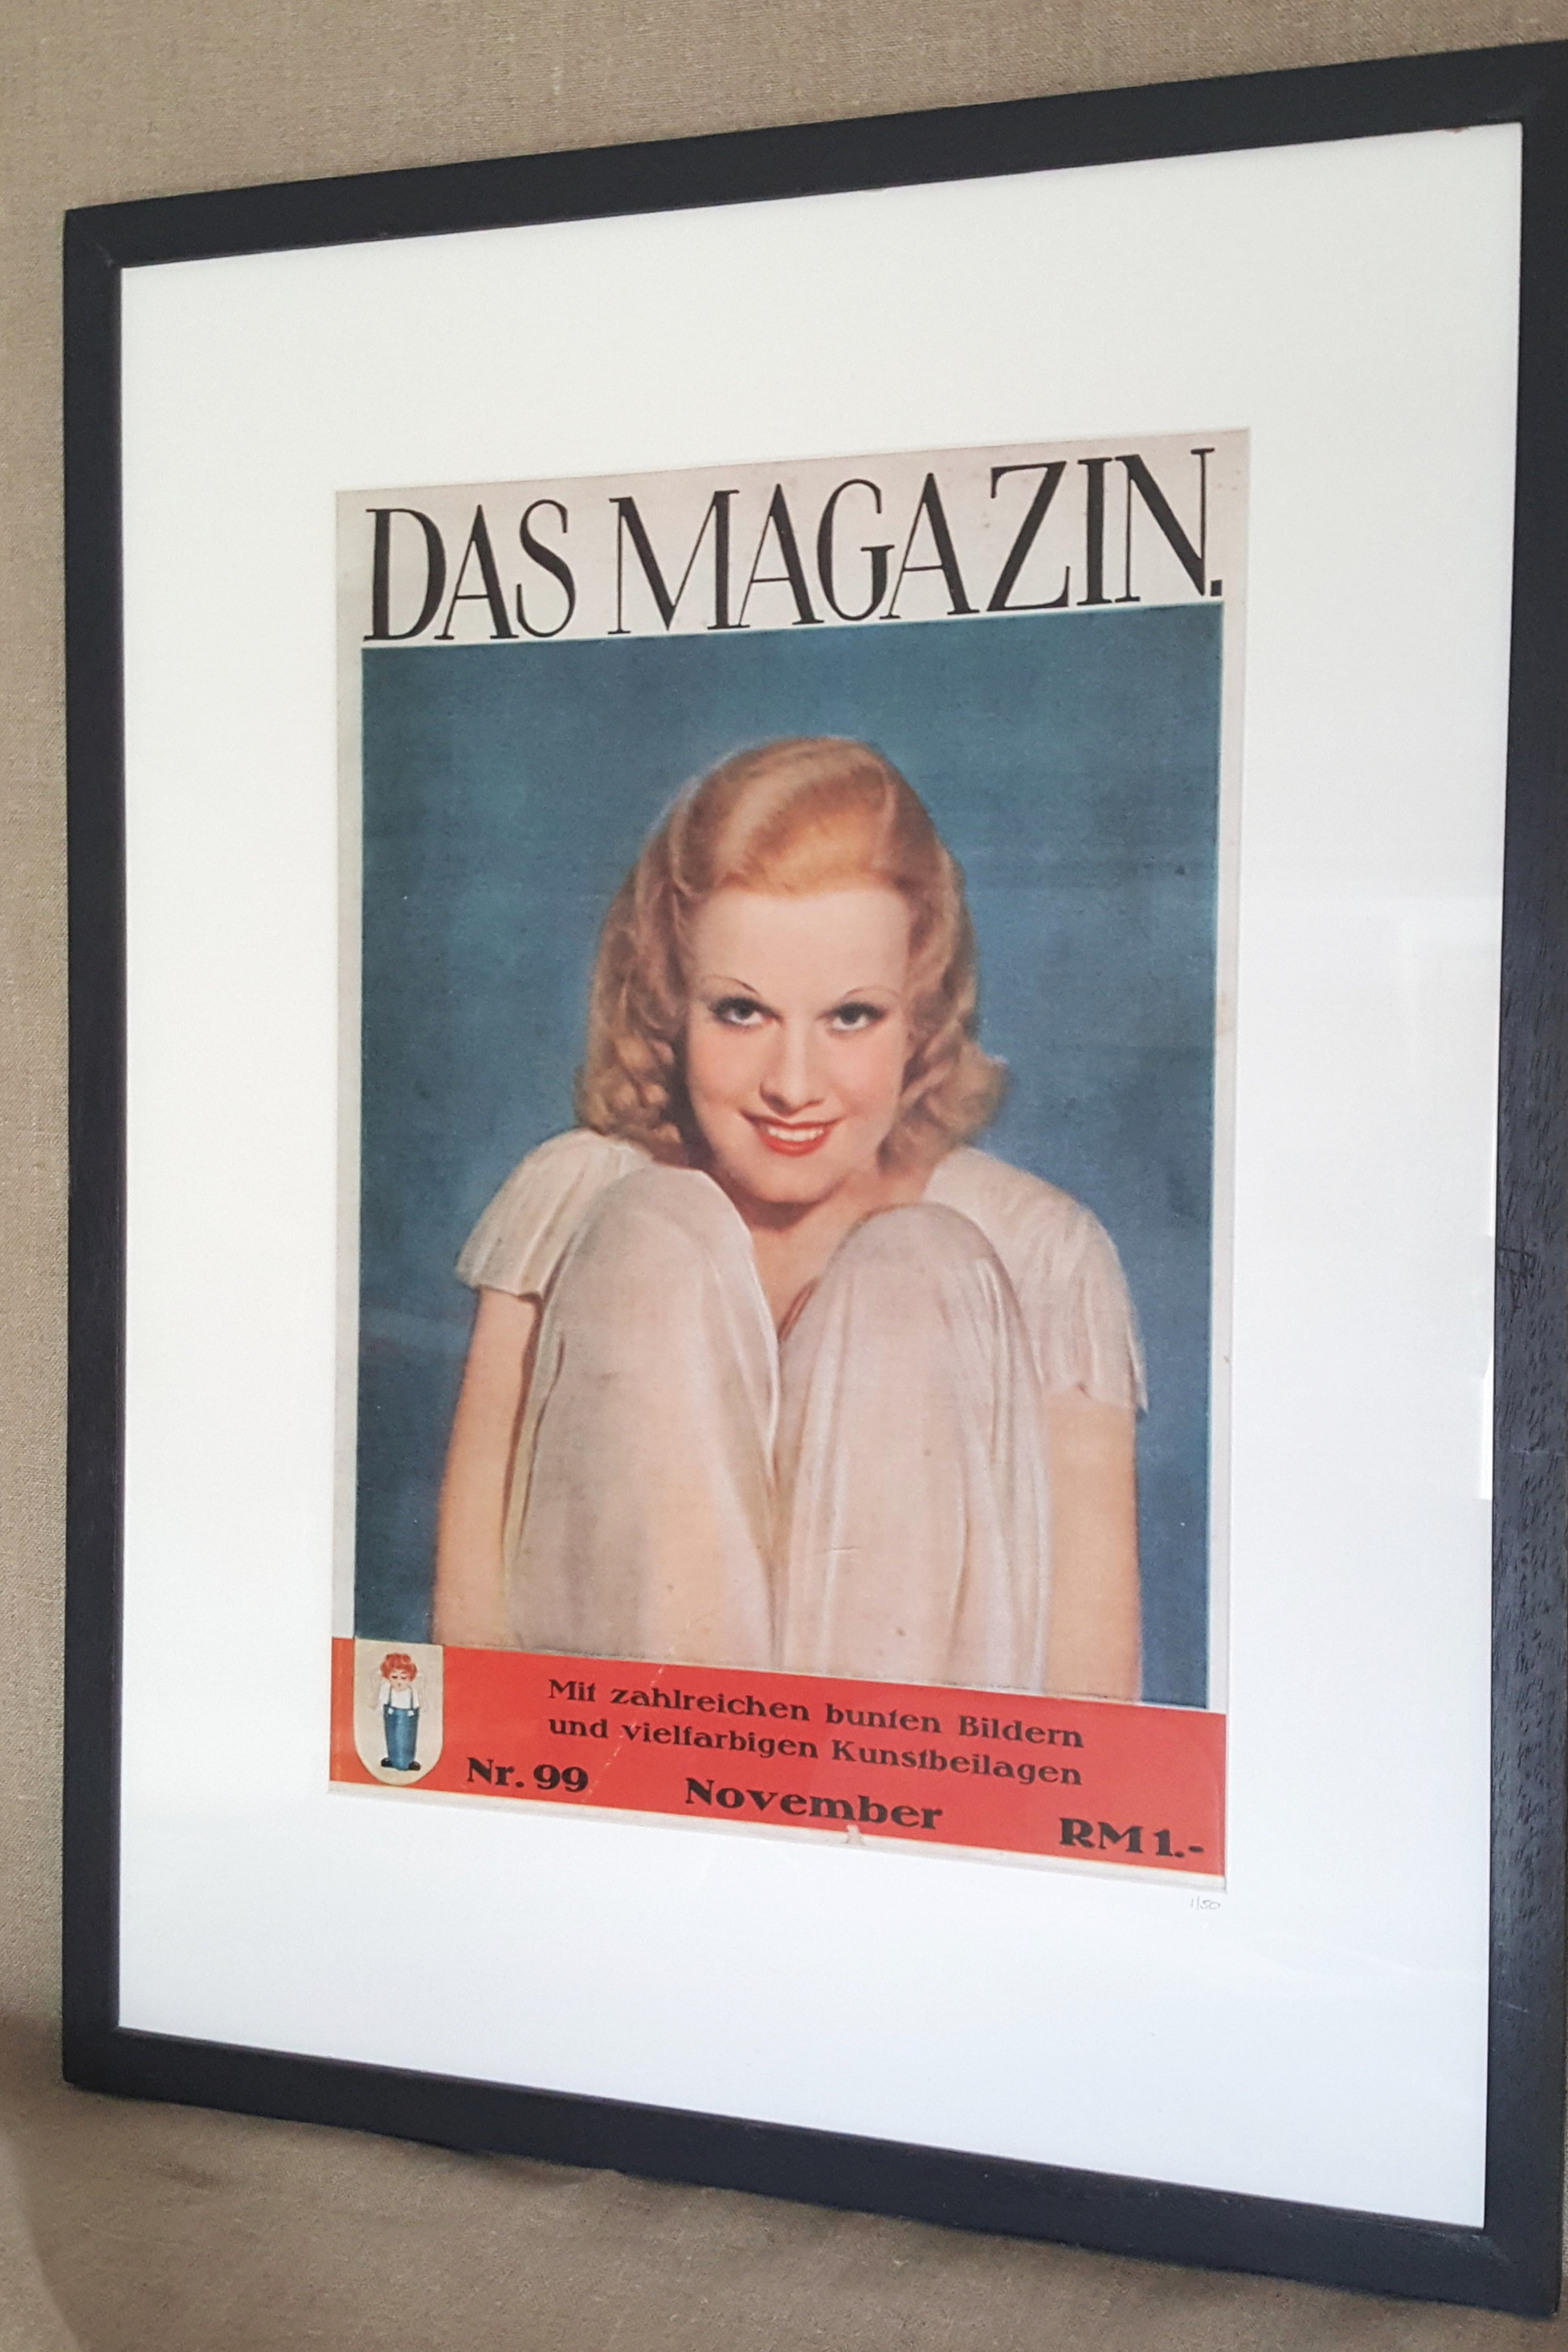 DAS MAGAZIN.
Mit zahlreichen bunten Bildern
und vielfarbigen Kunstbeilagen
Nr. 99 November RM 1.-
1/50